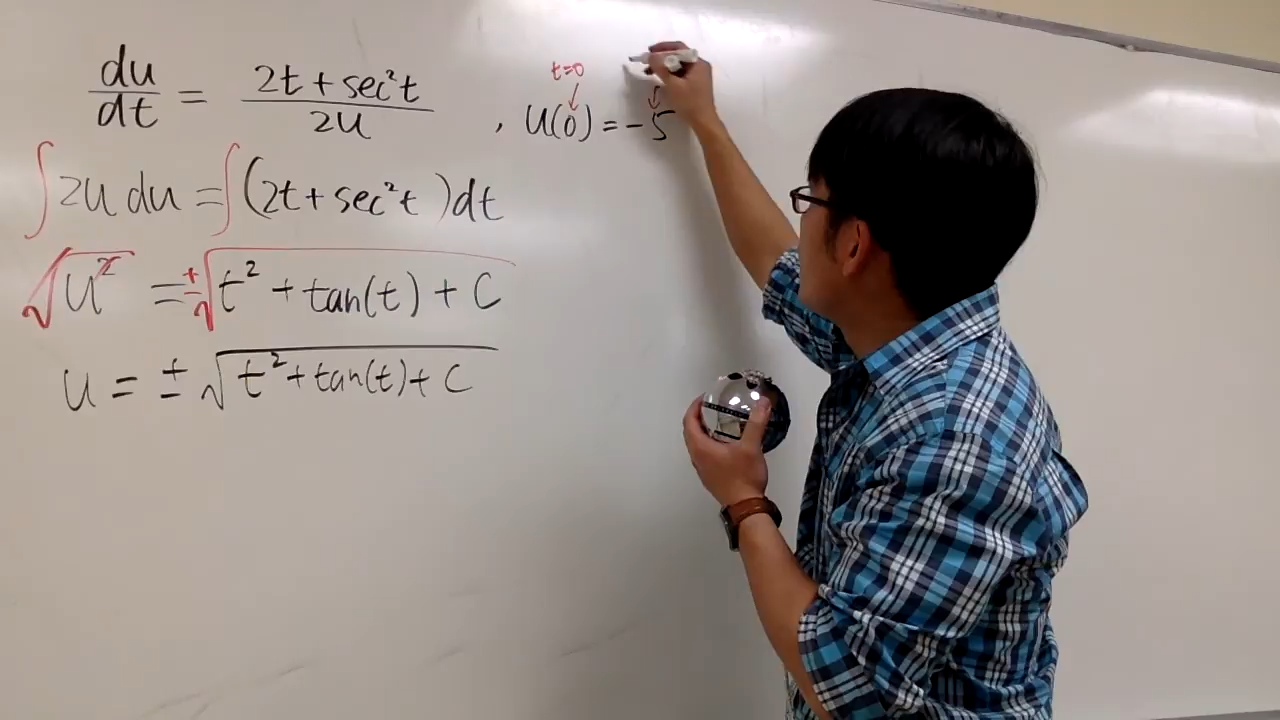 du/dt = (2t + sec²t)/(2u) , u(0) = -5
t=0
∫ 2u du = ∫ (2t + sec²t) dt
√u² = ±√t² + tan(t) + C
u = ±√t² + tan(t) + C